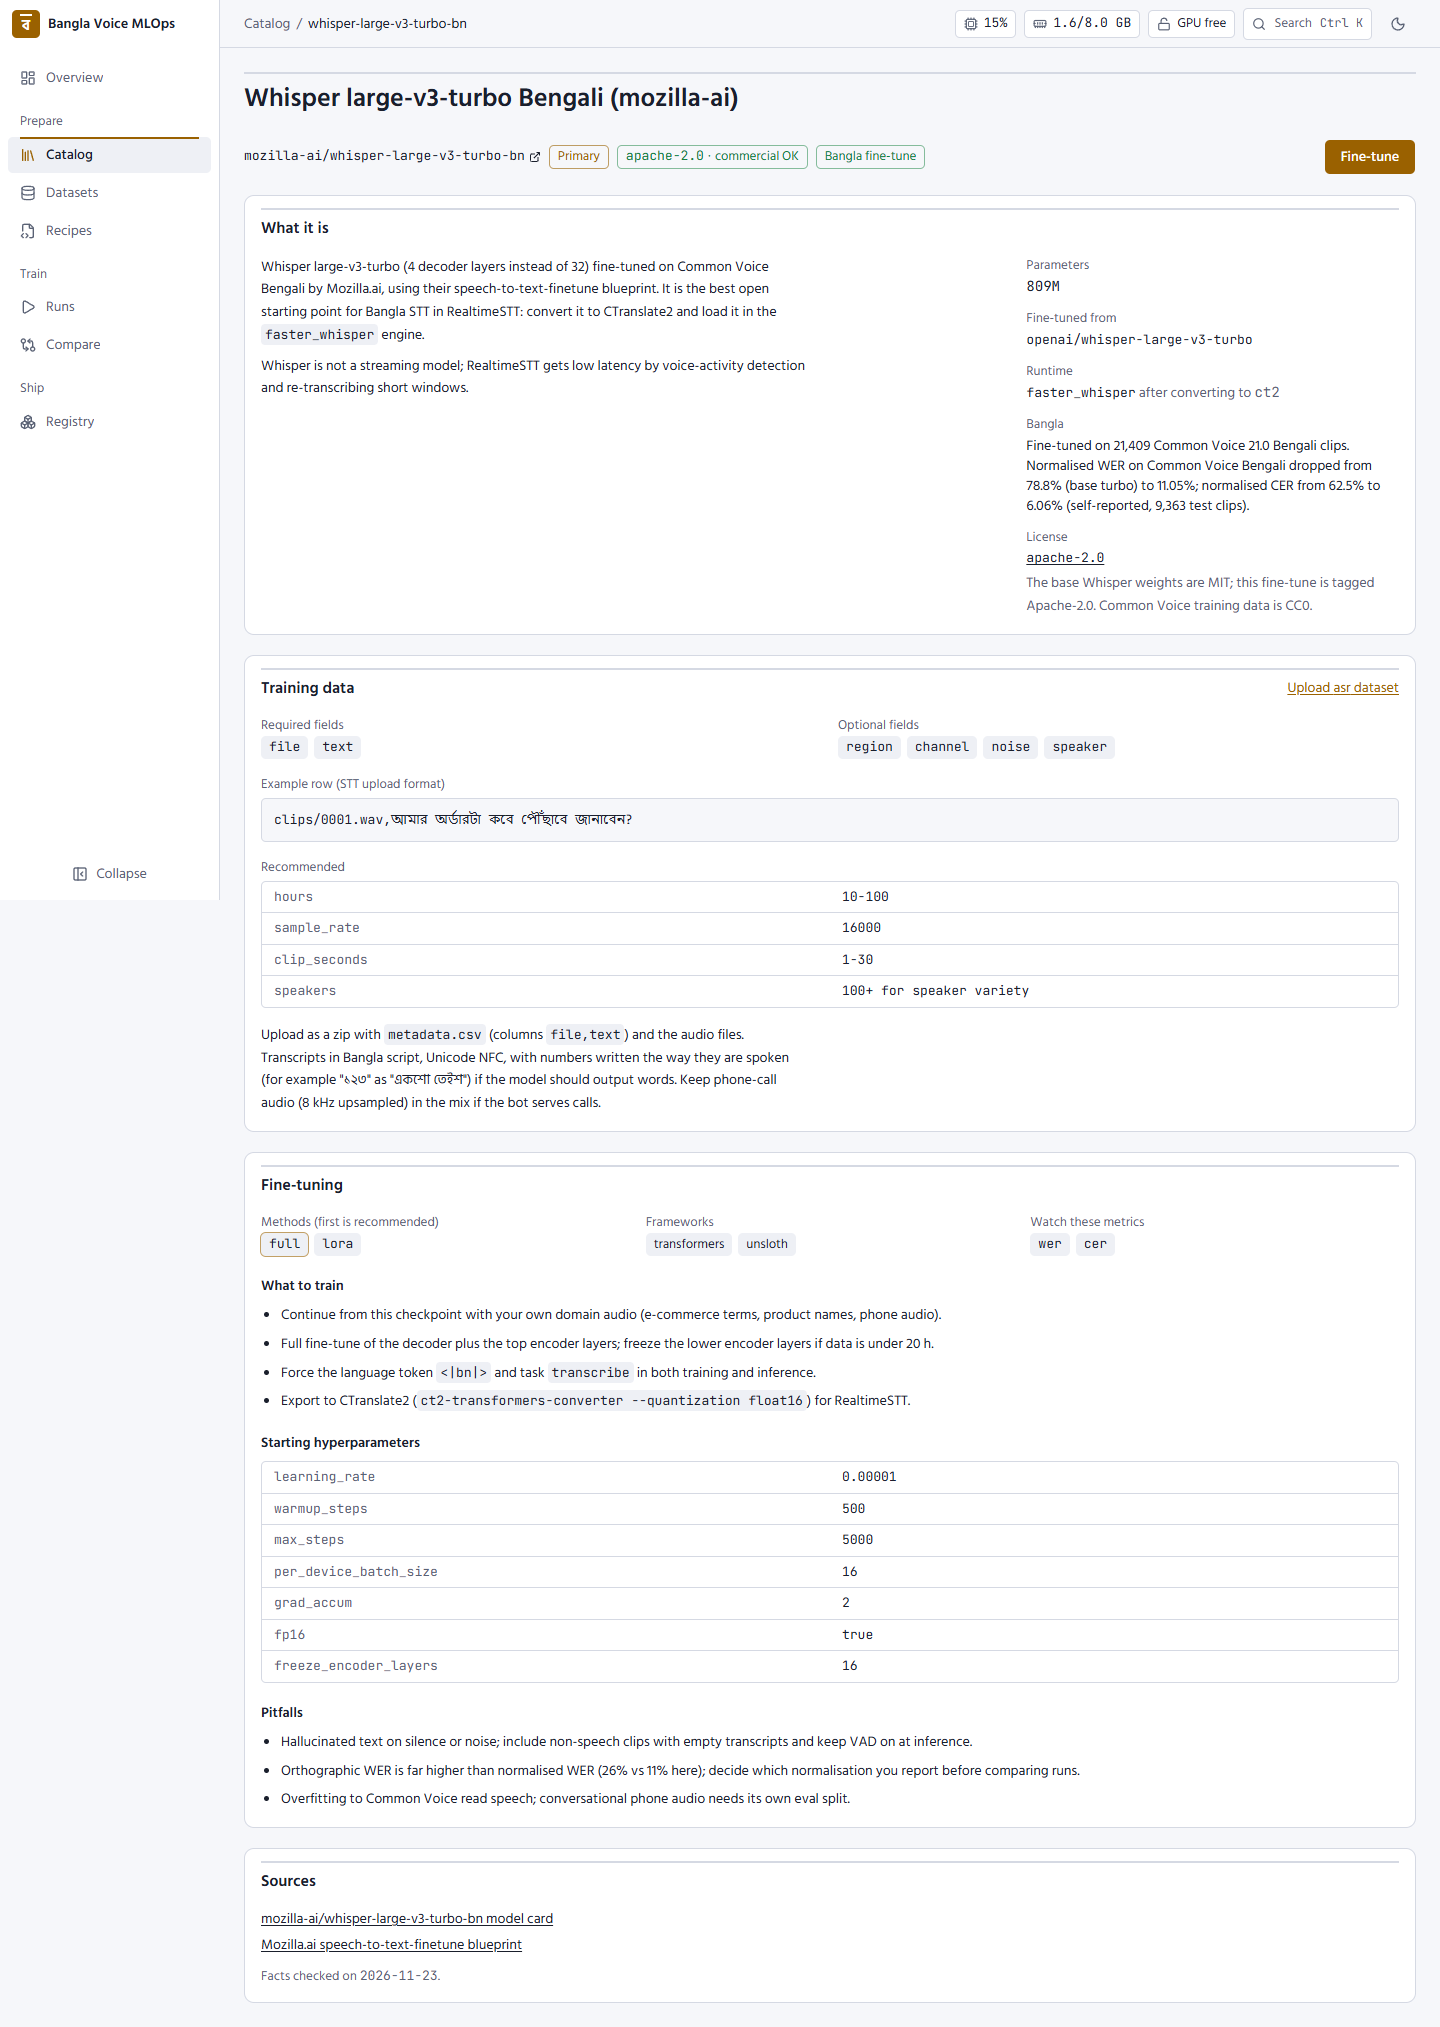 Bangla Voice MLOps
Catalog / whisper-large-v3-turbo-bn
15%
1.6/8.0 GB
GPU free
Search Ctrl K
Overview
Prepare
Catalog
Datasets
Recipes
Train
Runs
Compare
Ship
Registry
Collapse
Whisper large-v3-turbo Bengali (mozilla-ai)
mozilla-ai/whisper-large-v3-turbo-bn
Primary
apache-2.0 · commercial OK
Bangla fine-tune
Fine-tune
What it is
Whisper large-v3-turbo (4 decoder layers instead of 32) fine-tuned on Common Voice
Bengali by Mozilla.ai, using their speech-to-text-finetune blueprint. It is the best open
starting point for Bangla STT in RealtimeSTT: convert it to CTranslate2 and load it in the
faster_whisper engine.
Whisper is not a streaming model; RealtimeSTT gets low latency by voice-activity detection
and re-transcribing short windows.
Parameters
809M
Fine-tuned from
openai/whisper-large-v3-turbo
Runtime
faster_whisper after converting to ct2
Bangla
Fine-tuned on 21,409 Common Voice 21.0 Bengali clips.
Normalised WER on Common Voice Bengali dropped from
78.8% (base turbo) to 11.05%; normalised CER from 62.5% to
6.06% (self-reported, 9,363 test clips).
License
apache-2.0
The base Whisper weights are MIT; this fine-tune is tagged
Apache-2.0. Common Voice training data is CC0.
Training data
Upload asr dataset
Required fields
file text
Optional fields
region channel noise speaker
Example row (STT upload format)
clips/0001.wav,আমার অর্ডারটা কবে পৌঁছাবে জানাবেন?
Recommended
hours 10-100
sample_rate 16000
clip_seconds 1-30
speakers 100+ for speaker variety
Upload as a zip with metadata.csv (columns file,text) and the audio files.
Transcripts in Bangla script, Unicode NFC, with numbers written the way they are spoken
(for example "১২৩" as "একশো তেইশ") if the model should output words. Keep phone-call
audio (8 kHz upsampled) in the mix if the bot serves calls.
Fine-tuning
Methods (first is recommended)
full lora
Frameworks
transformers unsloth
Watch these metrics
wer cer
What to train
• Continue from this checkpoint with your own domain audio (e-commerce terms, product names, phone audio).
• Full fine-tune of the decoder plus the top encoder layers; freeze the lower encoder layers if data is under 20 h.
• Force the language token <|bn|> and task transcribe in both training and inference.
• Export to CTranslate2 (ct2-transformers-converter --quantization float16) for RealtimeSTT.
Starting hyperparameters
learning_rate 0.00001
warmup_steps 500
max_steps 5000
per_device_batch_size 16
grad_accum 2
fp16 true
freeze_encoder_layers 16
Pitfalls
• Hallucinated text on silence or noise; include non-speech clips with empty transcripts and keep VAD on at inference.
• Orthographic WER is far higher than normalised WER (26% vs 11% here); decide which normalisation you report before comparing runs.
• Overfitting to Common Voice read speech; conversational phone audio needs its own eval split.
Sources
mozilla-ai/whisper-large-v3-turbo-bn model card
Mozilla.ai speech-to-text-finetune blueprint
Facts checked on 2026-11-23.